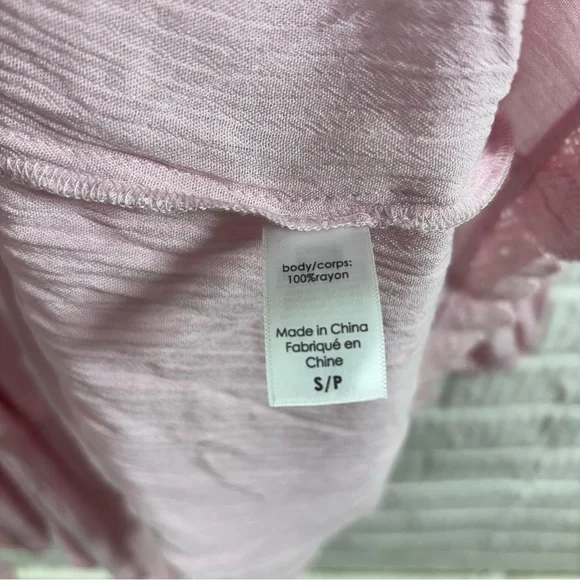 body/corps:
100%rayon
Made in China
Fabriqué en
Chine
S/P